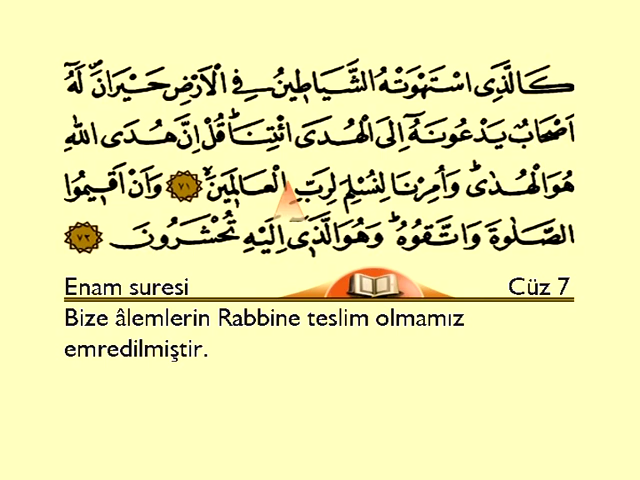 كَالَّذِي اسْتَهْوَتْهُ الشَّيَاطِينُ فِي الْاَرْضِ حَيْرَانَ لَهُٓ
اَصْحَابٌ يَدْعُونَهُٓ اِلَى الْهُدَى ائْتِنَاۜ قُلْ اِنَّ هُدَى اللّٰهِ
هُوَ الْهُدٰىۜ وَاُمِرْنَا لِنُسْلِمَ لِرَبِّ الْعَالَمِينَۙ ٧١ وَاَنْ اَقٖيمُوا
الصَّلٰوةَ وَاتَّقُوهُۜ وَهُوَ الَّذٖٓي اِلَيْهِ تُحْشَرُونَ ٧٢
Enam suresi Cüz 7
Bize âlemlerin Rabbine teslim olmamız
emredilmiştir.